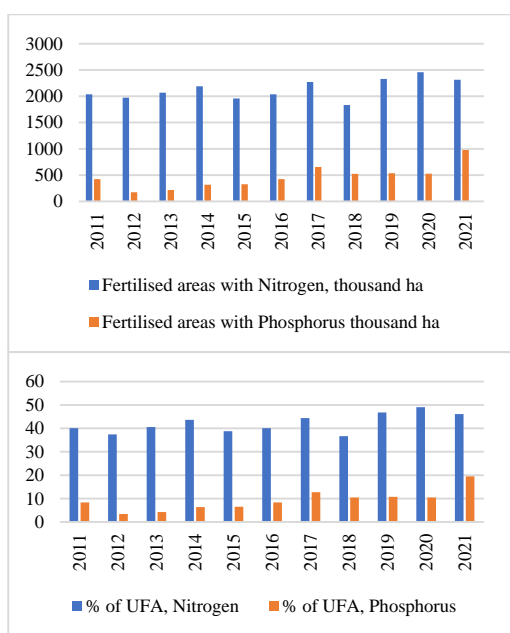 3000
2500
2000
1500
1000
500
0
2011 2012 2013 2014 2015 2016 2017 2018 2019 2020 2021
Fertilised areas with Nitrogen, thousand ha
Fertilised areas with Phosphorus thousand ha
60
50
40
30
20
10
0
2011 2012 2013 2014 2015 2016 2017 2018 2019 2020 2021
% of UFA, Nitrogen % of UFA, Phosphorus